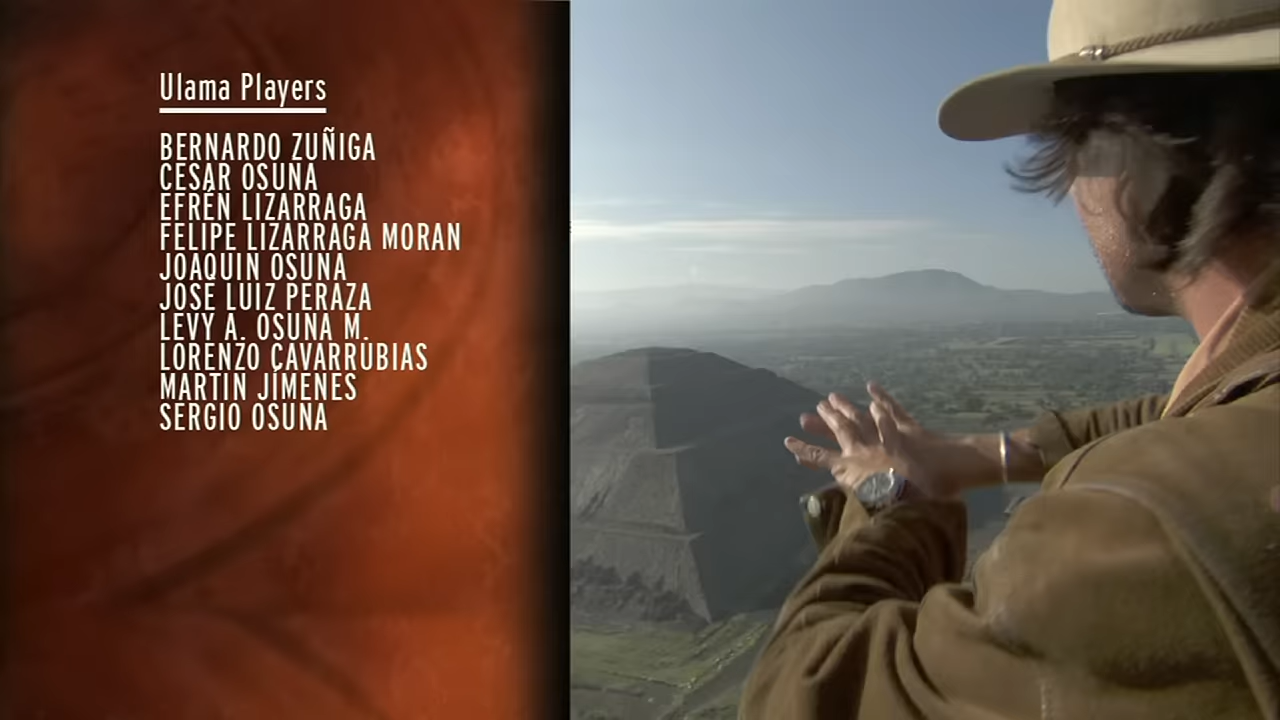 Ulama Players
BERNARDO ZUÑIGA
CESAR OSUNA
EFRÉN LIZARRAGA
FELIPE LIZARRAGA MORAN
JOAQUIN OSUNA
JOSE LUIZ PERAZA
LEVY A. OSUNA M.
LORENZO CAVARRUBIAS
MARTIN JÍMENES
SERGIO OSUNA